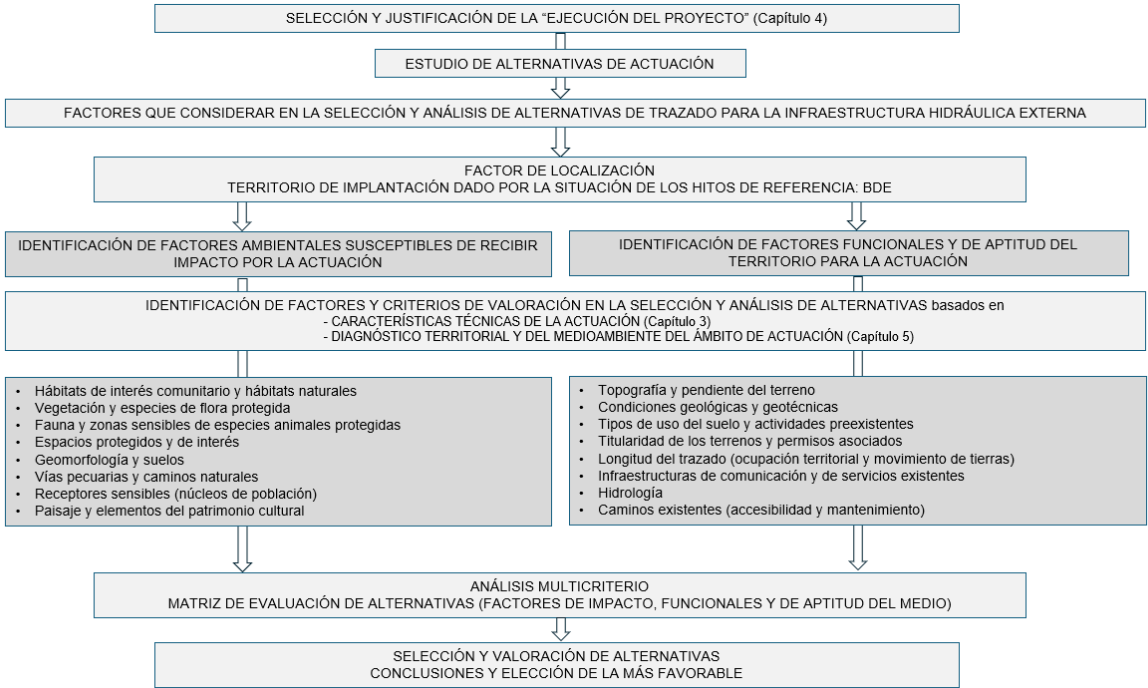 SELECCIÓN Y JUSTIFICACIÓN DE LA “EJECUCIÓN DEL PROYECTO” (Capítulo 4)
ESTUDIO DE ALTERNATIVAS DE ACTUACIÓN
FACTORES QUE CONSIDERAR EN LA SELECCIÓN Y ANÁLISIS DE ALTERNATIVAS DE TRAZADO PARA LA INFRAESTRUCTURA HIDRÁULICA EXTERNA
FACTOR DE LOCALIZACIÓN
TERRITORIO DE IMPLANTACIÓN DADO POR LA SITUACIÓN DE LOS HITOS DE REFERENCIA: BDE
IDENTIFICACIÓN DE FACTORES AMBIENTALES SUSCEPTIBLES DE RECIBIR
IMPACTO POR LA ACTUACIÓN
IDENTIFICACIÓN DE FACTORES FUNCIONALES Y DE APTITUD DEL
TERRITORIO PARA LA ACTUACIÓN
IDENTIFICACIÓN DE FACTORES Y CRITERIOS DE VALORACIÓN EN LA SELECCIÓN Y ANÁLISIS DE ALTERNATIVAS basados en
- CARACTERÍSTICAS TÉCNICAS DE LA ACTUACIÓN (Capítulo 3)
- DIAGNÓSTICO TERRITORIAL Y DEL MEDIOAMBIENTE DEL ÁMBITO DE ACTUACIÓN (Capítulo 5)
• Hábitats de interés comunitario y hábitats naturales
• Vegetación y especies de flora protegida
• Fauna y zonas sensibles de especies animales protegidas
• Espacios protegidos y de interés
• Geomorfología y suelos
• Vías pecuarias y caminos naturales
• Receptores sensibles (núcleos de población)
• Paisaje y elementos del patrimonio cultural
• Topografía y pendiente del terreno
• Condiciones geológicas y geotécnicas
• Tipos de uso del suelo y actividades preexistentes
• Titularidad de los terrenos y permisos asociados
• Longitud del trazado (ocupación territorial y movimiento de tierras)
• Infraestructuras de comunicación y de servicios existentes
• Hidrología
• Caminos existentes (accesibilidad y mantenimiento)
ANÁLISIS MULTICRITERIO
MATRIZ DE EVALUACIÓN DE ALTERNATIVAS (FACTORES DE IMPACTO, FUNCIONALES Y DE APTITUD DEL MEDIO)
SELECCIÓN Y VALORACIÓN DE ALTERNATIVAS
CONCLUSIONES Y ELECCIÓN DE LA MÁS FAVORABLE